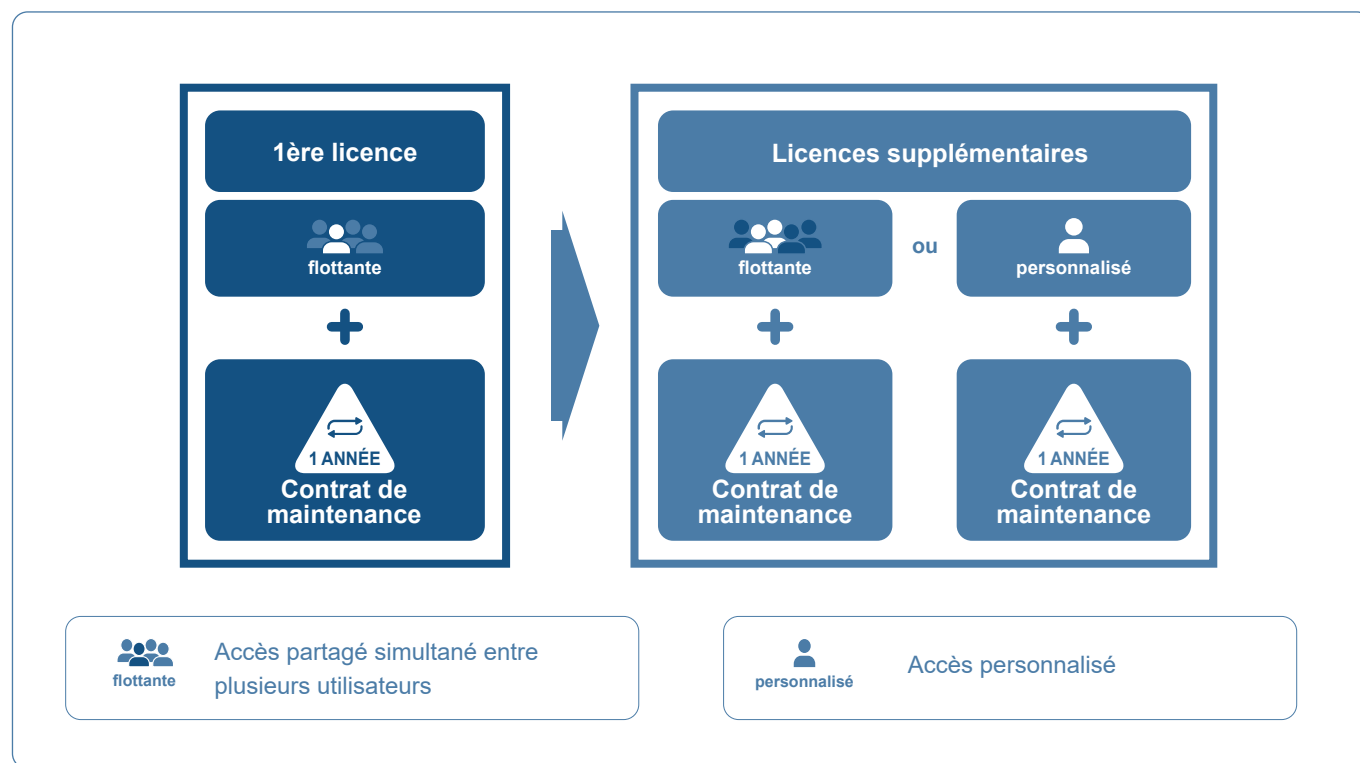 1ère licence
flottante
1 ANNÉE
Contrat de
maintenance
Licences supplémentaires
flottante
ou
personnalisé
1 ANNÉE
Contrat de
maintenance
1 ANNÉE
Contrat de
maintenance
flottante
Accès partagé simultané entre
plusieurs utilisateurs
personnalisé
Accès personnalisé